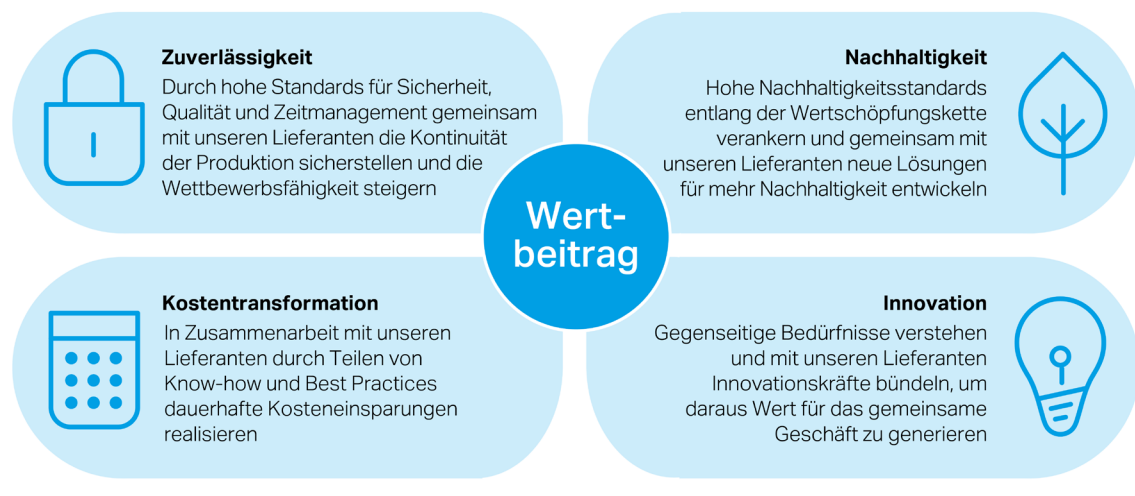 Zuverlässigkeit
Durch hohe Standards für Sicherheit,
Qualität und Zeitmanagement gemeinsam
mit unseren Lieferanten die Kontinuität
der Produktion sicherstellen und die
Wettbewerbsfähigkeit steigern
Nachhaltigkeit
Hohe Nachhaltigkeitsstandards
entlang der Wertschöpfungskette
verankern und gemeinsam mit
unseren Lieferanten neue Lösungen
für mehr Nachhaltigkeit entwickeln
Wert-
beitrag
Kostentransformation
In Zusammenarbeit mit unseren
Lieferanten durch Teilen von
Know-how und Best Practices
dauerhafte Kosteneinsparungen
realisieren
Innovation
Gegenseitige Bedürfnisse verstehen
und mit unseren Lieferanten
Innovationskräfte bündeln, um
daraus Wert für das gemeinsame
Geschäft zu generieren